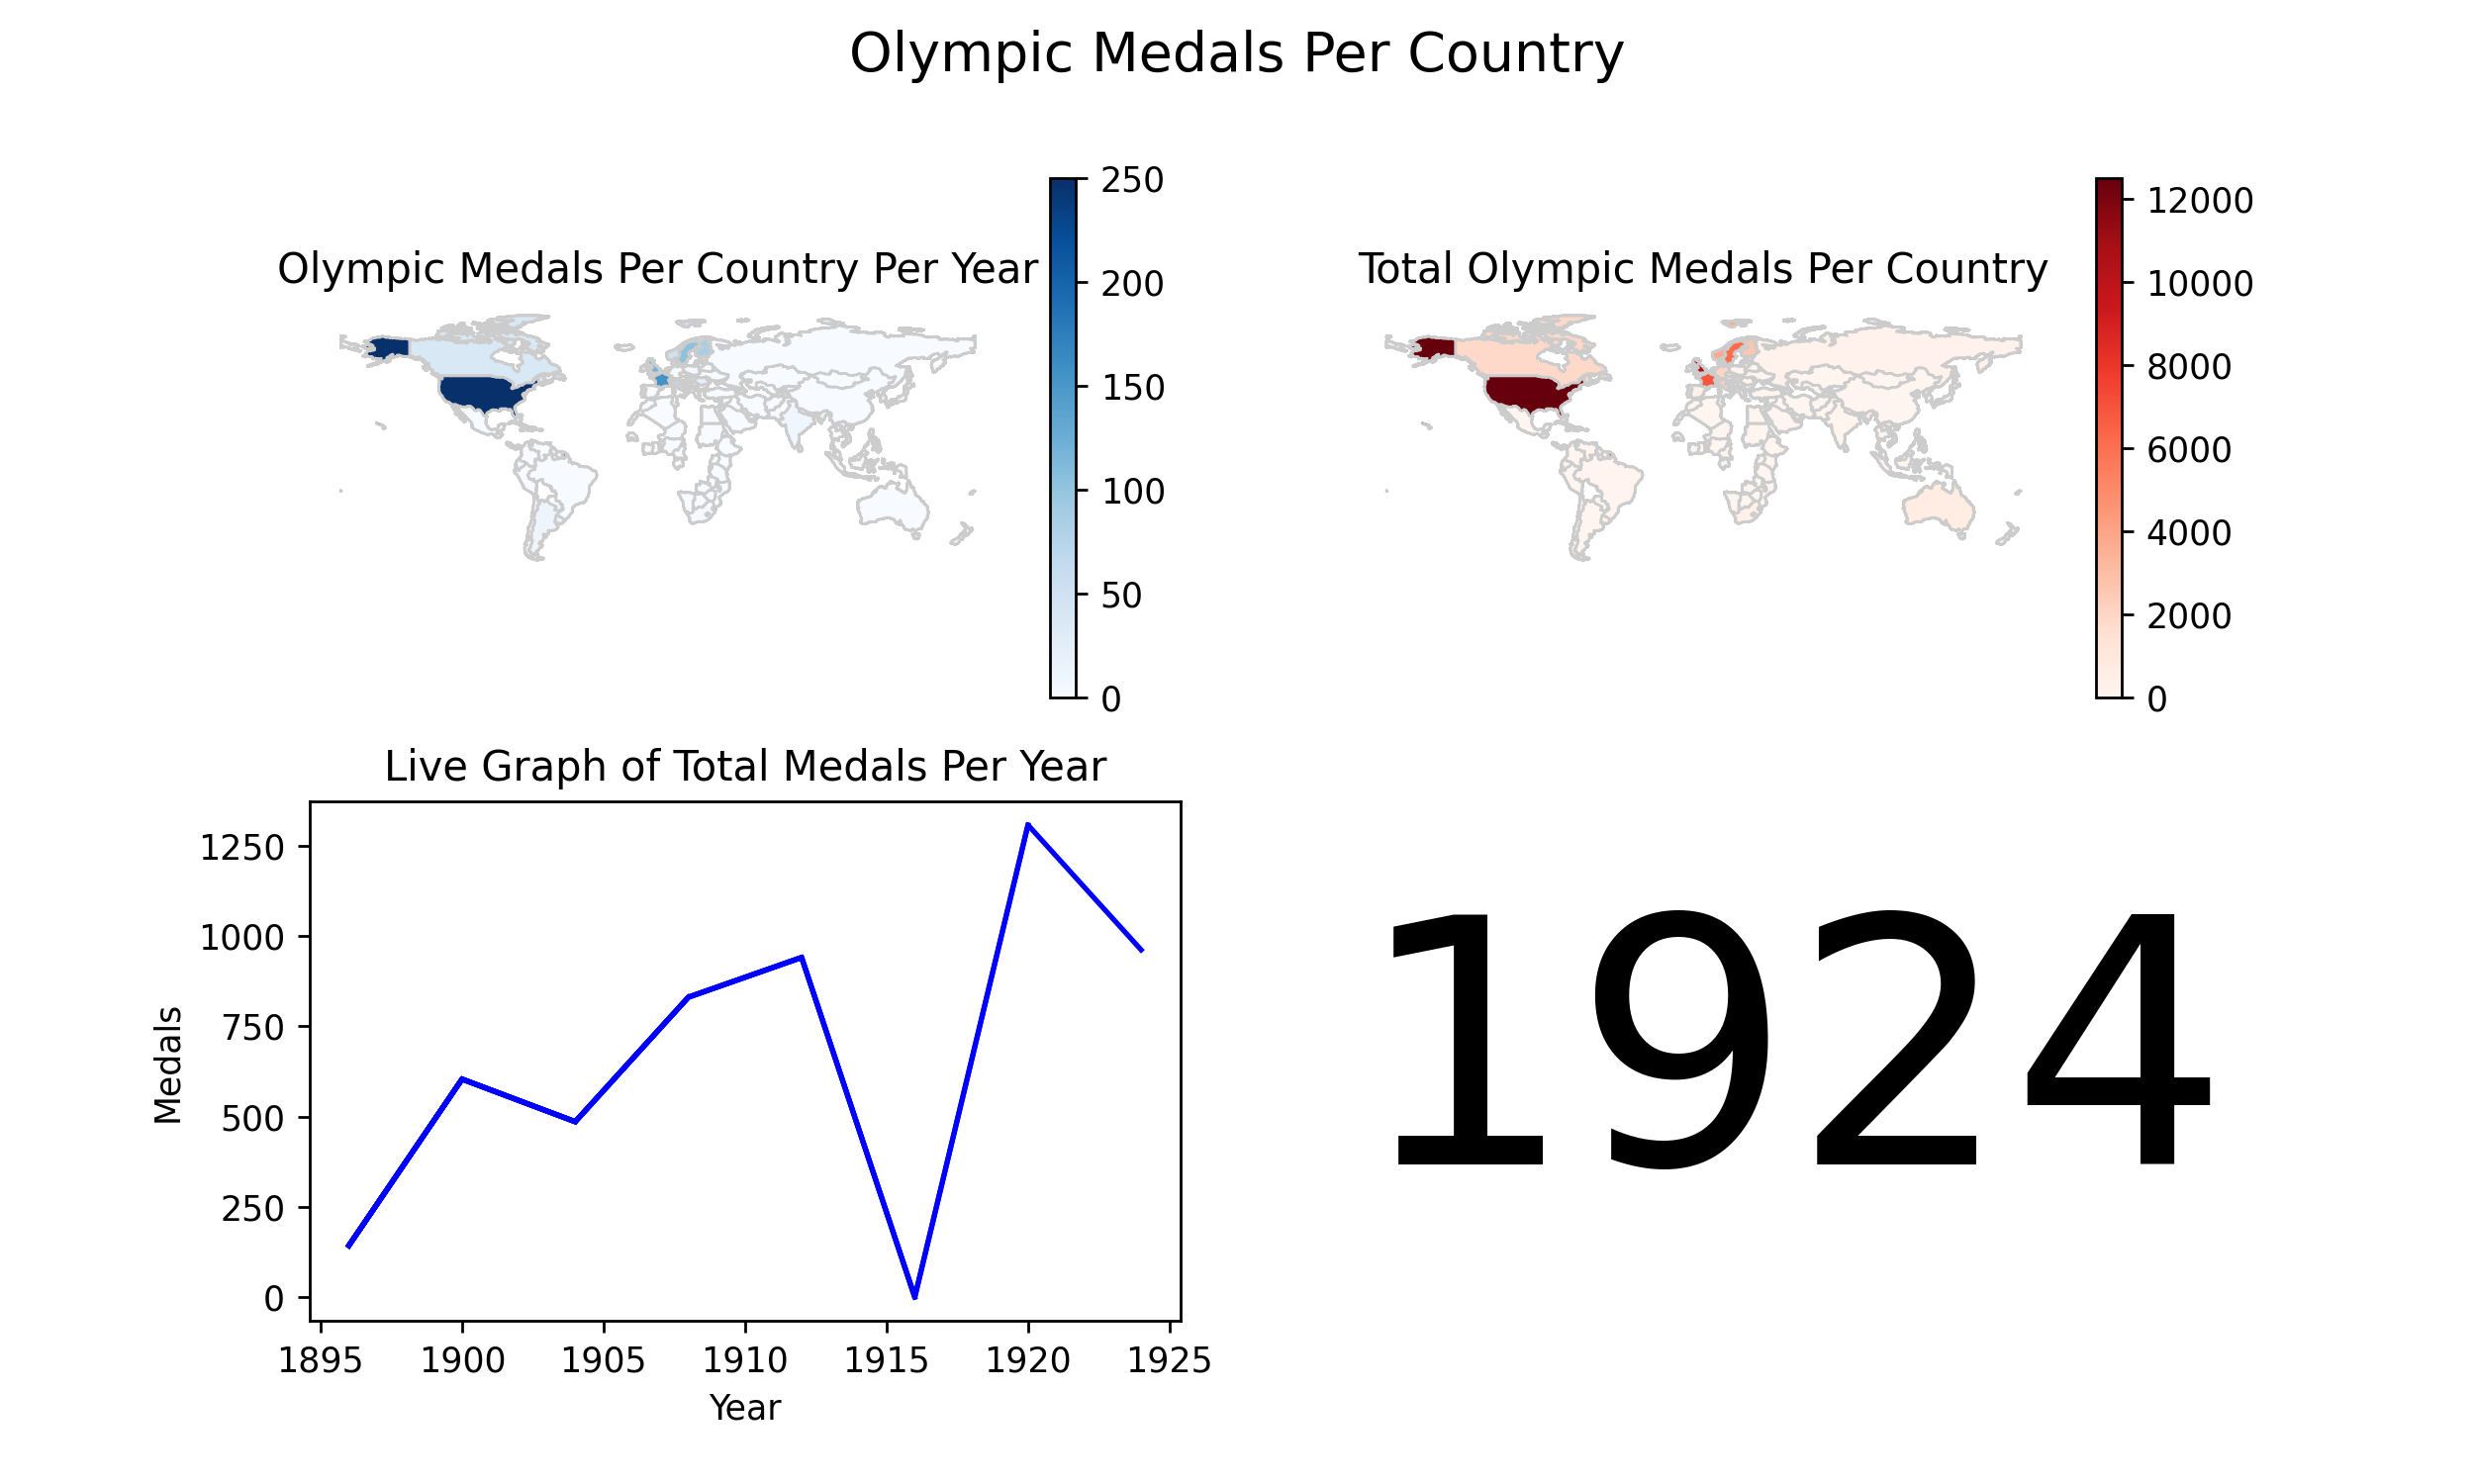 Olympic Medals Per Country
Olympic Medals Per Country Per Year
250
200
150
100
50
0
Total Olympic Medals Per Country
12000
10000
8000
6000
4000
2000
0
Live Graph of Total Medals Per Year
Medals
1250
1000
750
500
250
0
1895 1900 1905 1910 1915 1920 1925
Year
1924